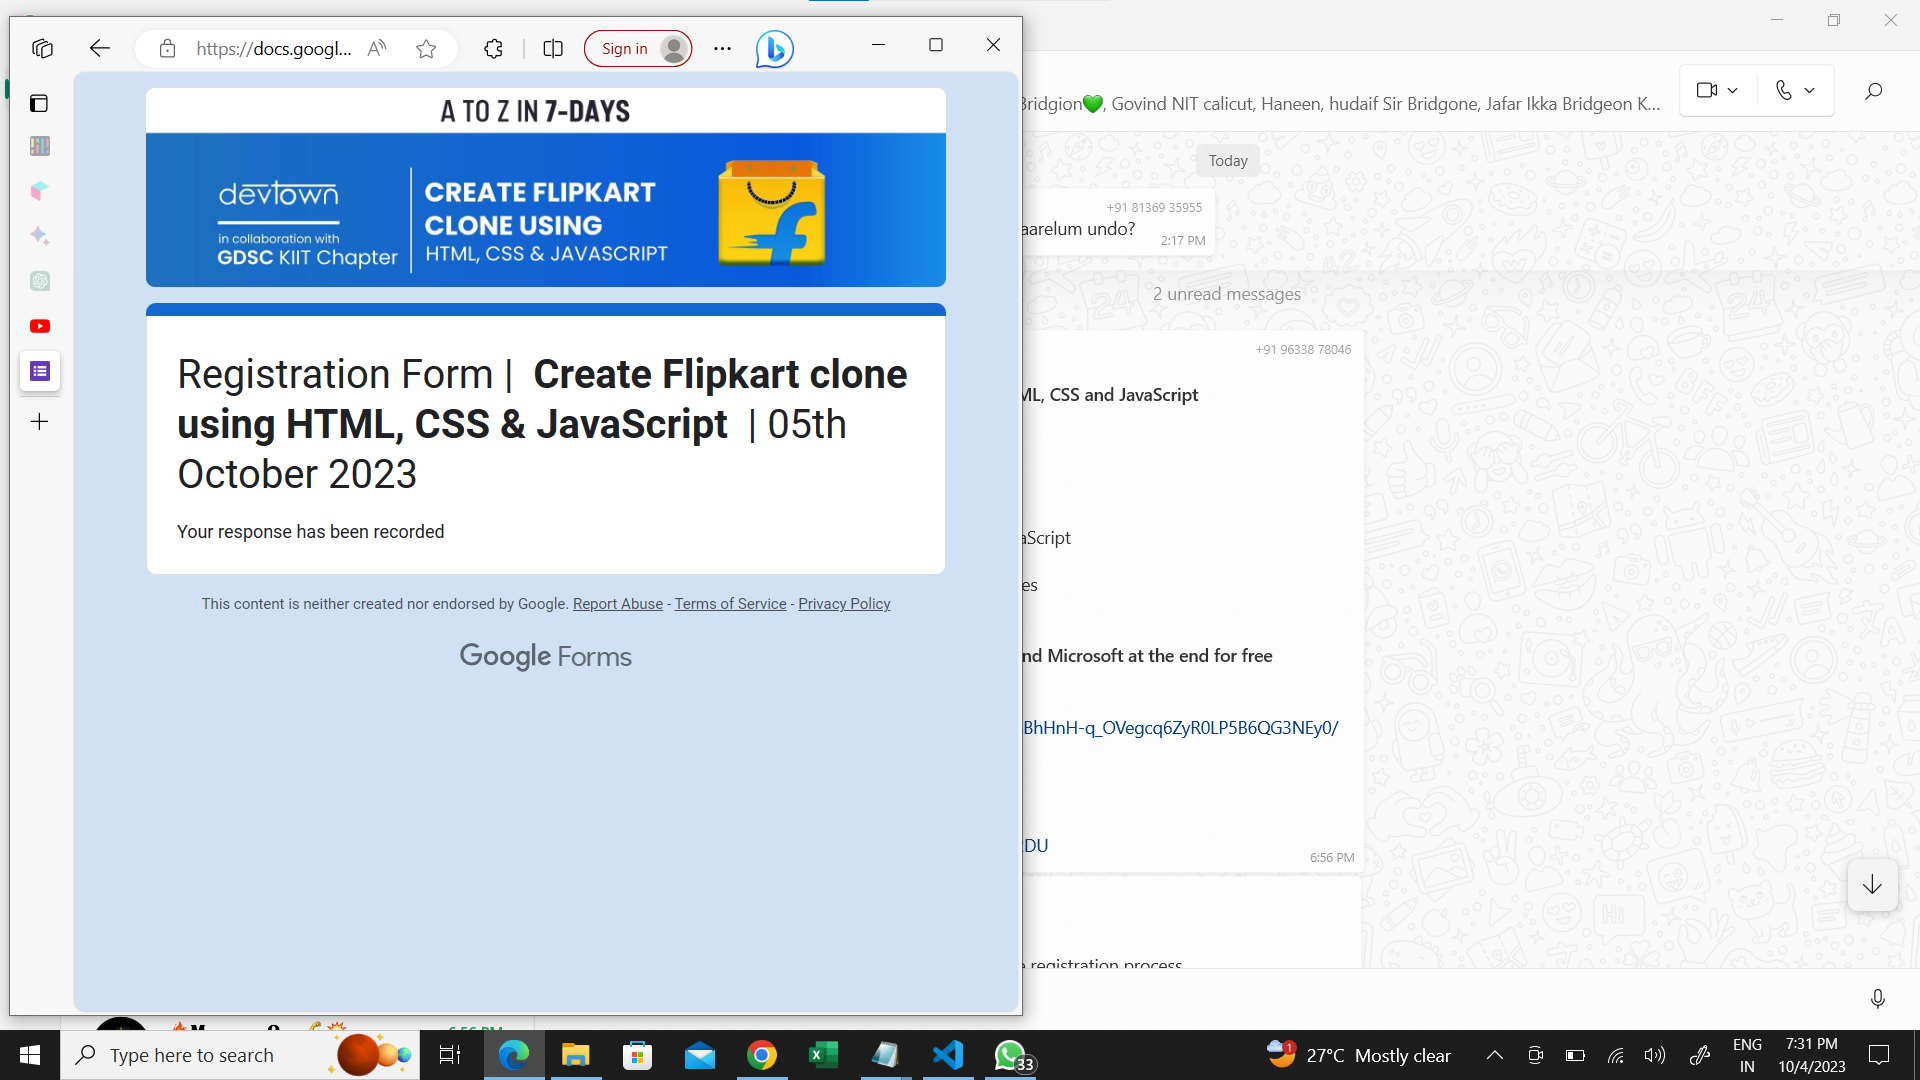 https://docs.googl...
Sign in
A TO Z IN 7-DAYS
devtown
in collaboration with
GDSC KIIT Chapter
CREATE FLIPKART
CLONE USING
HTML, CSS & JAVASCRIPT
Registration Form | Create Flipkart clone
using HTML, CSS & JavaScript | 05th
October 2023
Your response has been recorded
This content is neither created nor endorsed by Google. Report Abuse - Terms of Service - Privacy Policy
Google Forms
Bridgion💚, Govind NIT calicut, Haneen, hudaif Sir Bridgone, Jafar Ikka Bridgeon K...
Today
+91 81369 35955
aarelum undo?
2:17 PM
2 unread messages
+91 96338 78046
ML, CSS and JavaScript
aScript
es
nd Microsoft at the end for free
BhHnH-q_OVegcq6ZyR0LP5B6QG3NEy0/
DU
6:56 PM
e registration process
6:56 PM
Type here to search
33
1
27°C Mostly clear
ENG
IN
7:31 PM
10/4/2023